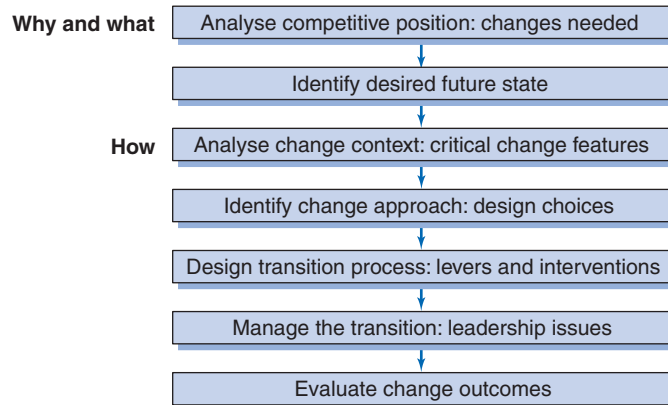 Why and what
Analyse competitive position: changes needed
Identify desired future state
How
Analyse change context: critical change features
Identify change approach: design choices
Design transition process: levers and interventions
Manage the transition: leadership issues
Evaluate change outcomes